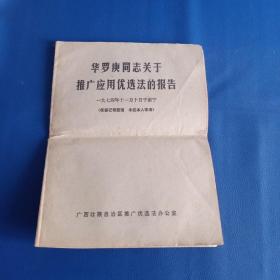 华罗庚同志关于
推广应用优选法的报告
一九七四年十一月十日于南宁
(根据记录整理 未经本人审阅)
广西壮族自治区推广优选法办公室